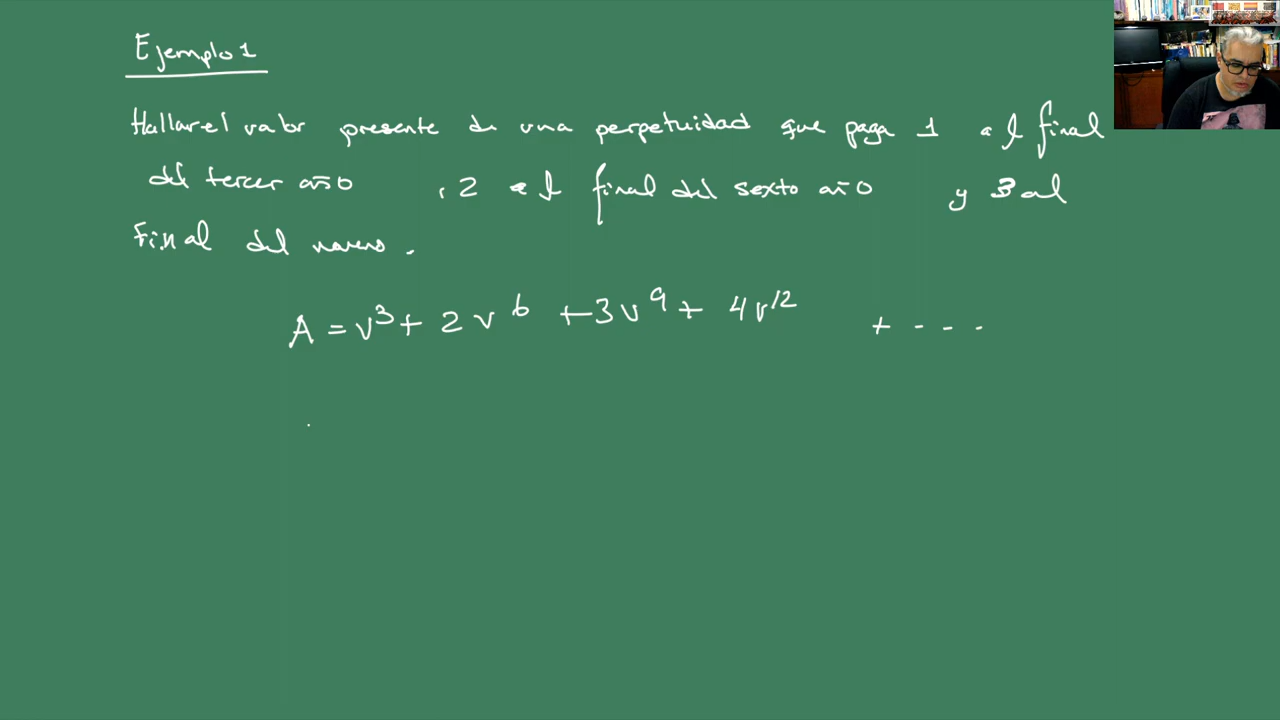 Ejemplo 1
Hallar el valor presente de una perpetuidad que paga 1 al final
del tercer año , 2 al final del sexto año y 3 al
final del noveno .
A = v³ + 2v⁶ + 3v⁹ + 4v¹² + - - -